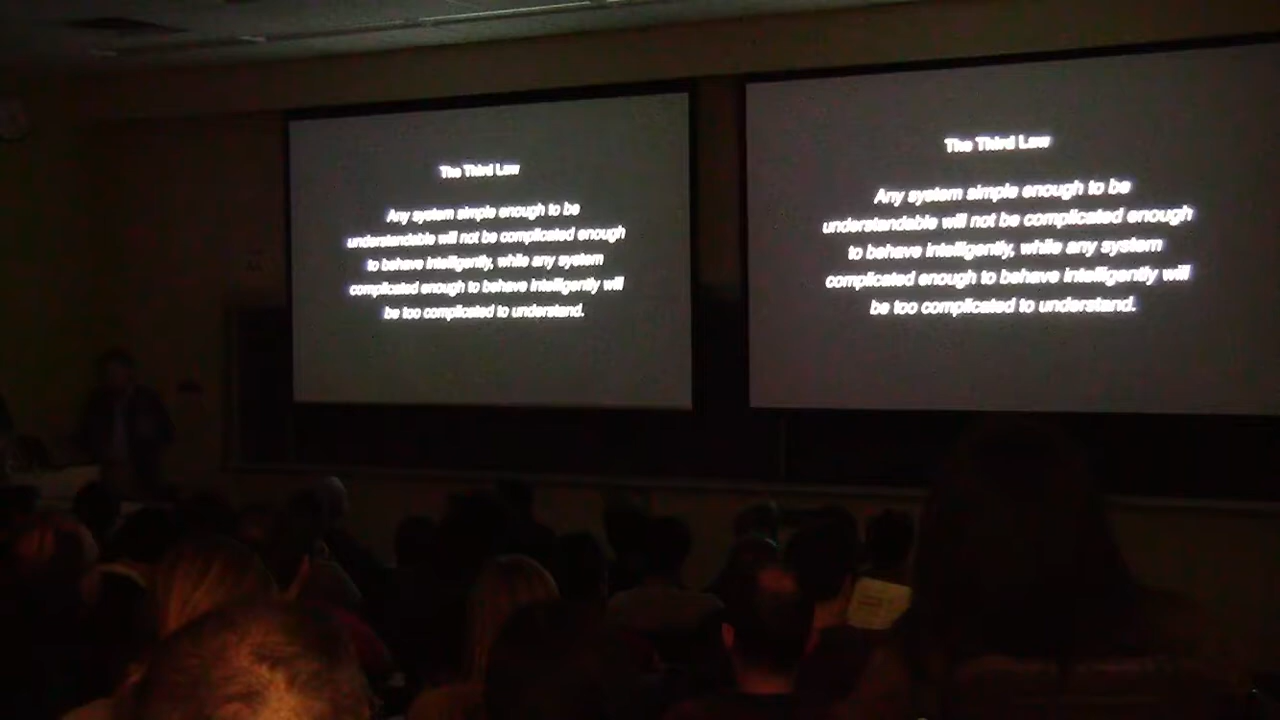 The Third Law
Any system simple enough to be
understandable will not be complicated enough
to behave intelligently, while any system
complicated enough to behave intelligently will
be too complicated to understand.
The Third Law
Any system simple enough to be
understandable will not be complicated enough
to behave intelligently, while any system
complicated enough to behave intelligently will
be too complicated to understand.